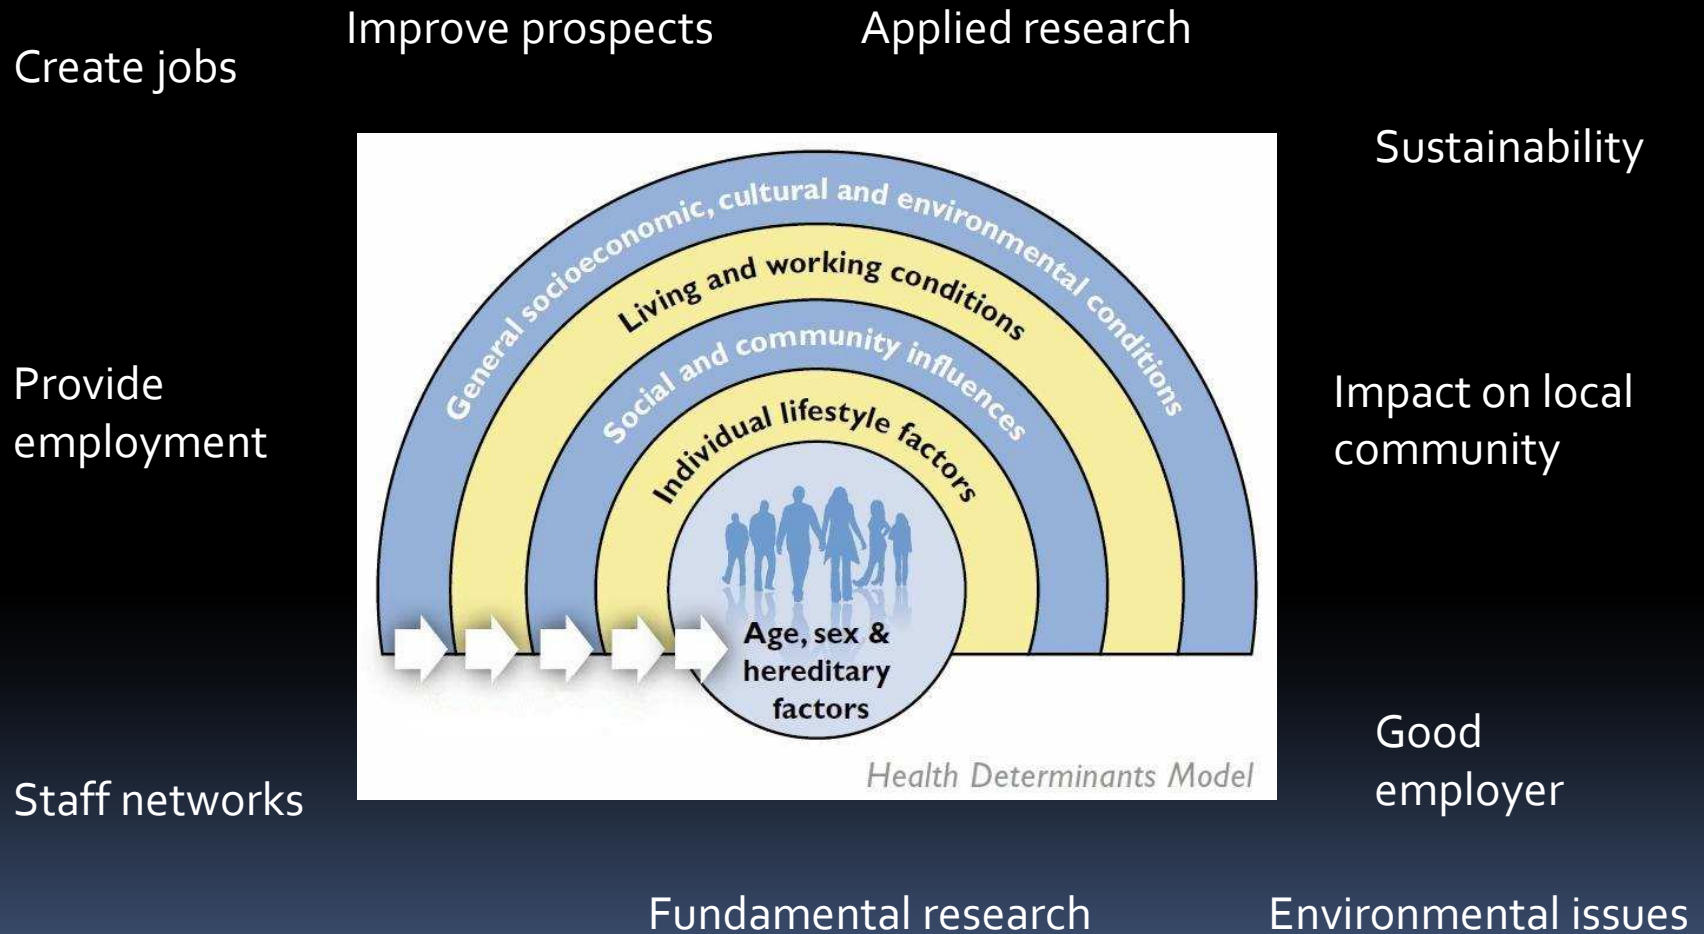 Improve prospects
Applied research
Create jobs
Sustainability
General socioeconomic, cultural and environmental conditions
Living and working conditions
Social and community influences
Individual lifestyle factors
Age, sex &
hereditary
factors
Health Determinants Model
Provide
employment
Impact on local
community
Staff networks
Good
employer
Fundamental research
Environmental issues